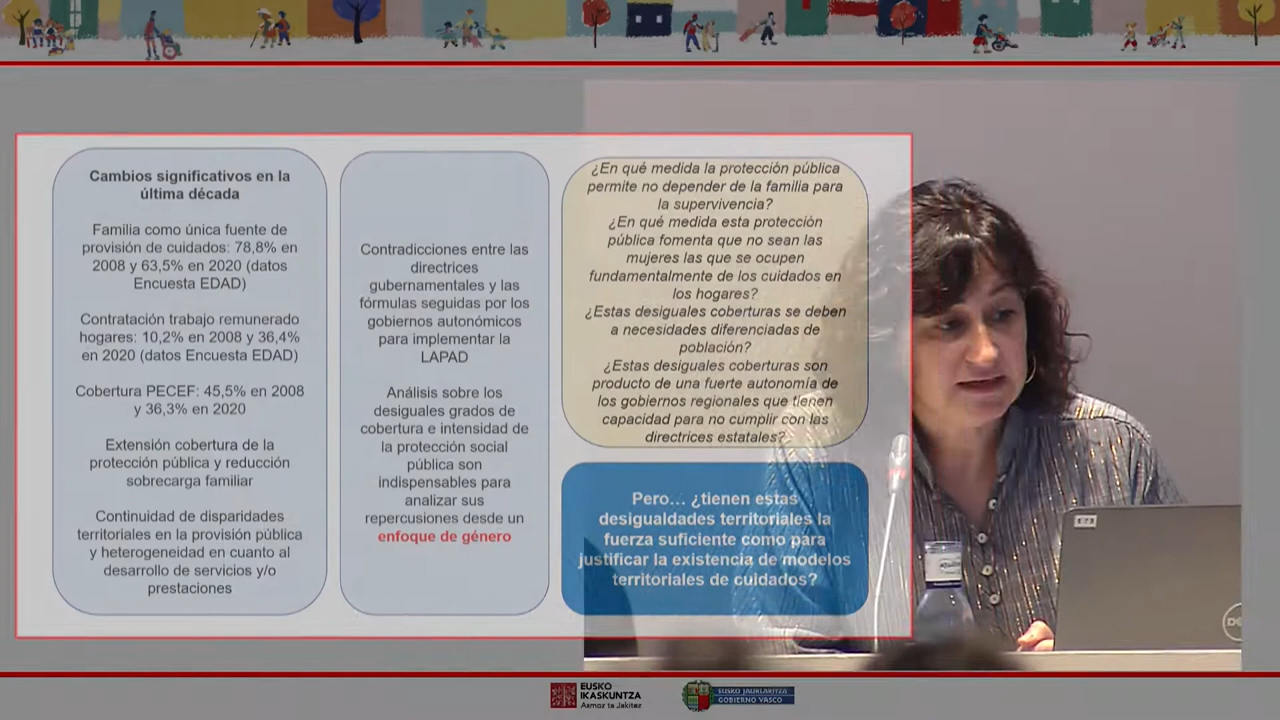 Cambios significativos en la
última década
Familia como única fuente de
provisión de cuidados: 78,8% en
2008 y 63,5% en 2020 (datos
Encuesta EDAD)
Contratación trabajo remunerado
hogares: 10,2% en 2008 y 36,4%
en 2020 (datos Encuesta EDAD)
Cobertura PECEF: 45,5% en 2008
y 36,3% en 2020
Extensión cobertura de la
protección pública y reducción
sobrecarga familiar
Continuidad de disparidades
territoriales en la provisión pública
y heterogeneidad en cuanto al
desarrollo de servicios y/o
prestaciones
Contradicciones entre las
directrices
gubernamentales y las
fórmulas seguidas por los
gobiernos autonómicos
para implementar la
LAPAD
Análisis sobre los
desiguales grados de
cobertura e intensidad de
la protección social
pública son
indispensables para
analizar sus
repercusiones desde un
enfoque de género
¿En qué medida la protección pública
permite no depender de la familia para
la supervivencia?
¿En qué medida esta protección
pública fomenta que no sean las
mujeres las que se ocupen
fundamentalmente de los cuidados en
los hogares?
¿Estas desiguales coberturas se deben
a necesidades diferenciadas de
población?
¿Estas desiguales coberturas son
producto de una fuerte autonomía de
los gobiernos regionales que tienen
capacidad para no cumplir con las
directrices estatales?
Pero... ¿tienen estas
desigualdades territoriales la
fuerza suficiente como para
justificar la existencia de modelos
territoriales de cuidados?
EUSKO
IKASKUNTZA
Asmoz ta Jakitez
EUSKO JAURLARITZA
GOBIERNO VASCO